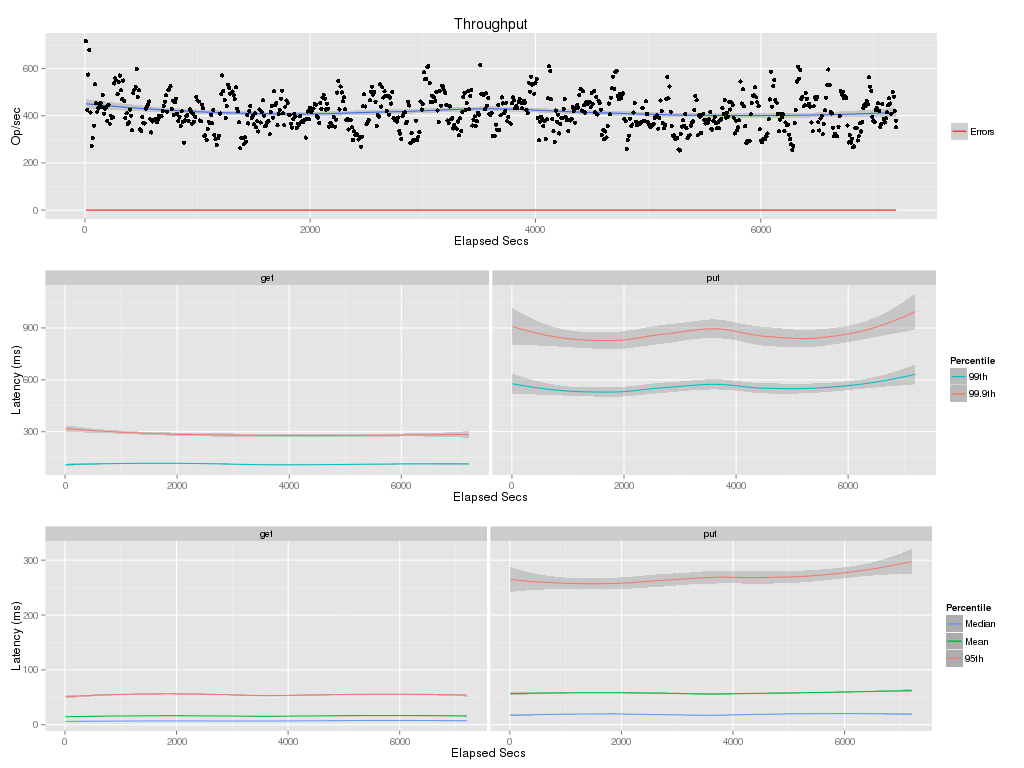 Throughput
Op/sec
600
400
200
0
0 2000 4000 6000
Elapsed Secs
Errors
get put
Latency (ms)
900
600
300
0 2000 4000 6000 0 2000 4000 6000
Elapsed Secs
Percentile
99th
99.9th
get put
Latency (ms)
300
200
100
0
0 2000 4000 6000 0 2000 4000 6000
Elapsed Secs
Percentile
Median
Mean
95th